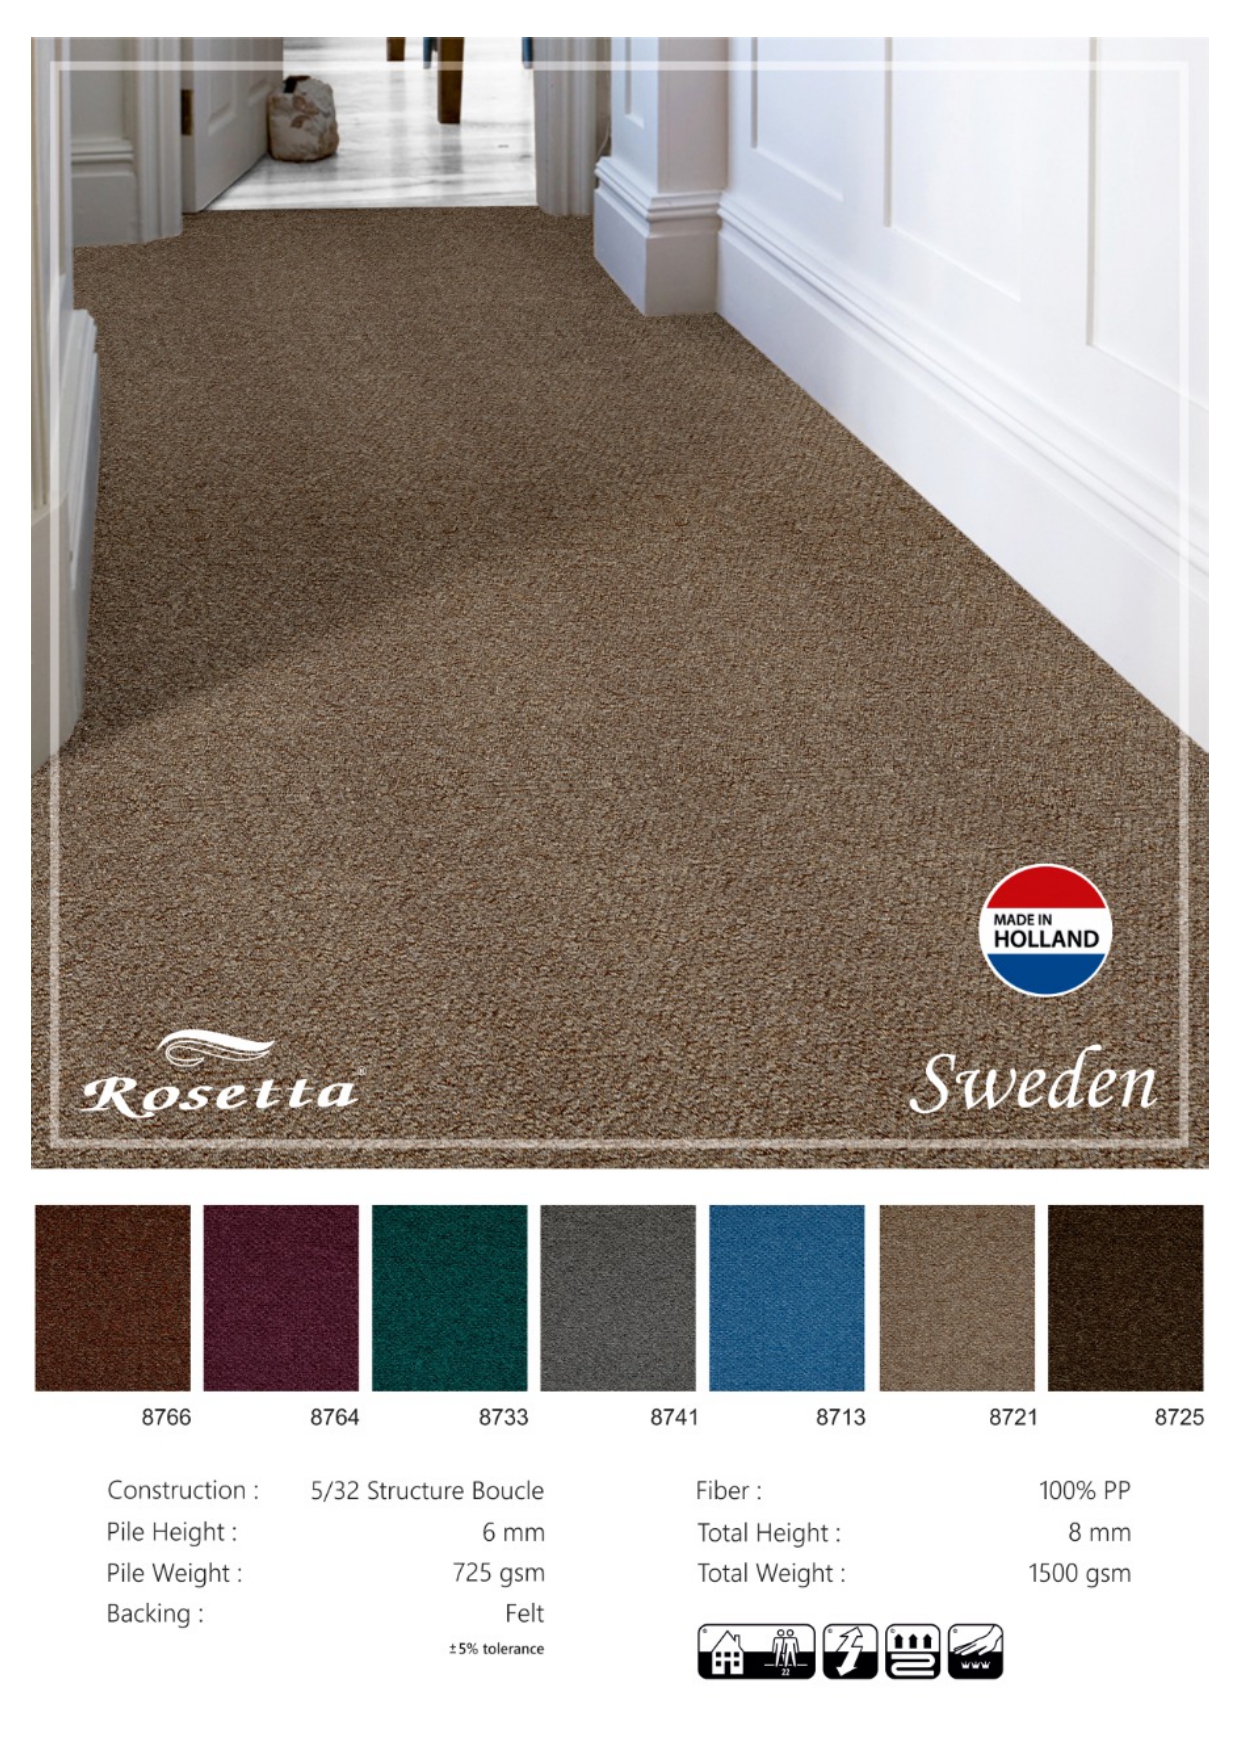 MADE IN
HOLLAND
Rosetta®
Sweden
8766 8764 8733 8741 8713 8721 8725
Construction : 5/32 Structure Boucle
Pile Height : 6 mm
Pile Weight : 725 gsm
Backing : Felt
±5% tolerance
Fiber : 100% PP
Total Height : 8 mm
Total Weight : 1500 gsm
22